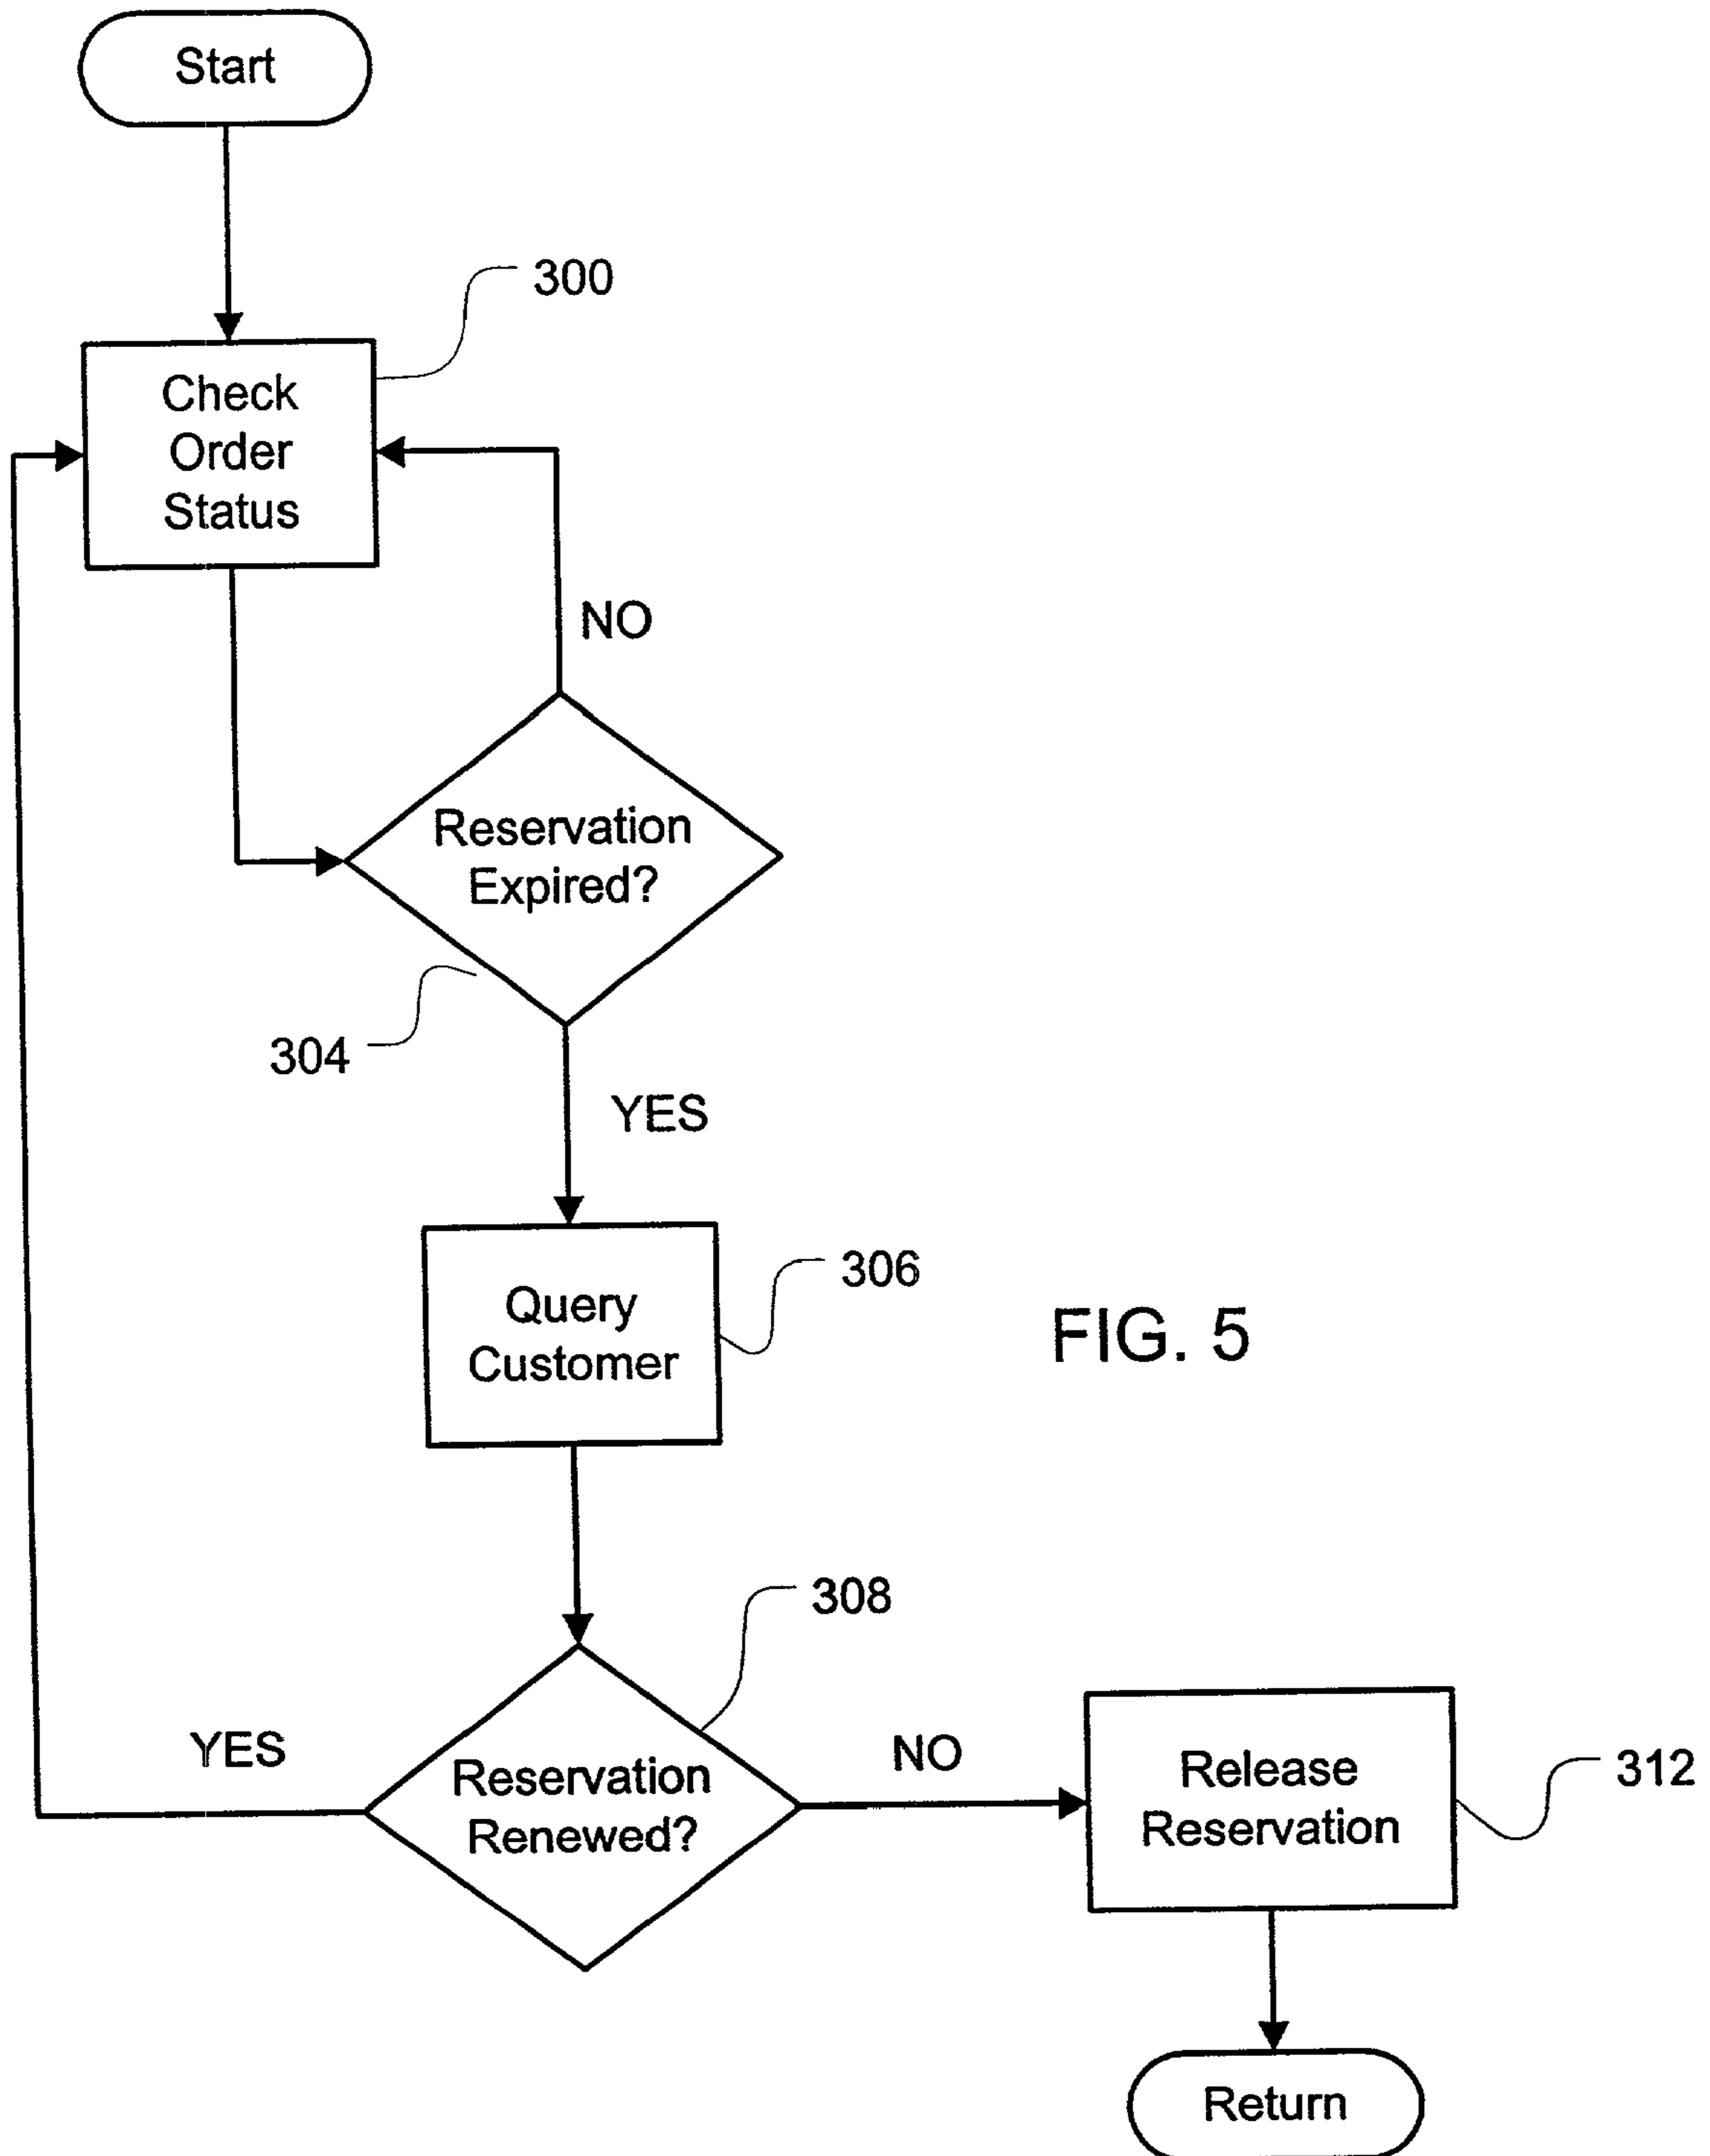 Start
300
Check
Order
Status
NO
Reservation
Expired?
304
YES
306
Query
Customer
FIG. 5
308
YES
Reservation
Renewed?
NO
Release
Reservation
312
Return